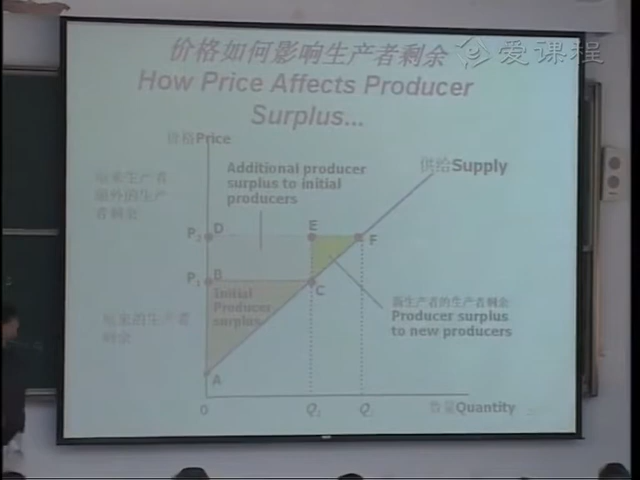 价格如何影响生产者剩余
爱课程
How Price Affects Producer
Surplus...
价格Price
原来生产者
额外的生产
者剩余
Additional producer
surplus to initial
producers
供给Supply
P₂
D
E
F
P₁
B
C
Initial
Producer
surplus
原来的生产者
剩余
新生产者的生产者剩余
Producer surplus
to new producers
A
0
Q₁
Q₂
数量Quantity